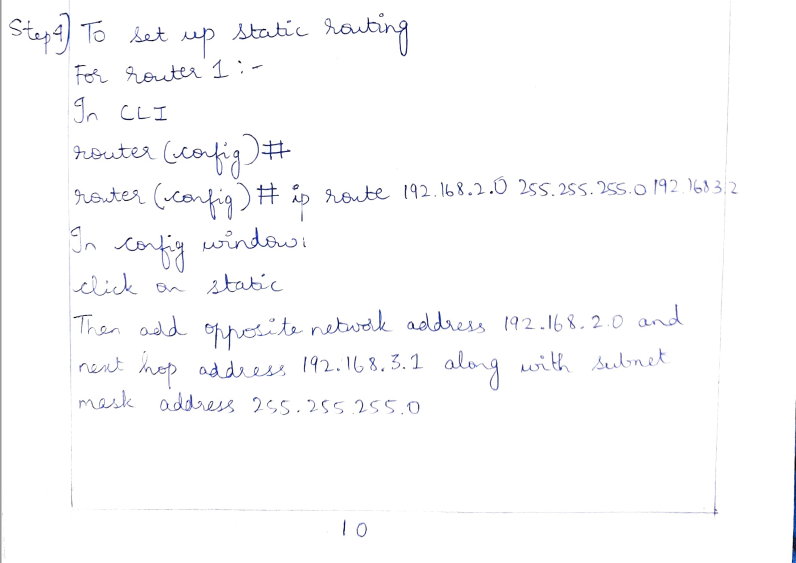 Step4) To set up static routing
For router 1 :-
In CLI
router (config)#
router (config)# ip route 192.168.2.0 255.255.255.0 192.168.3.2
In config window:
click on static
Then add opposite network address 192.168.2.0 and
next hop address 192.168.3.1 along with subnet
mask address 255.255.255.0
10